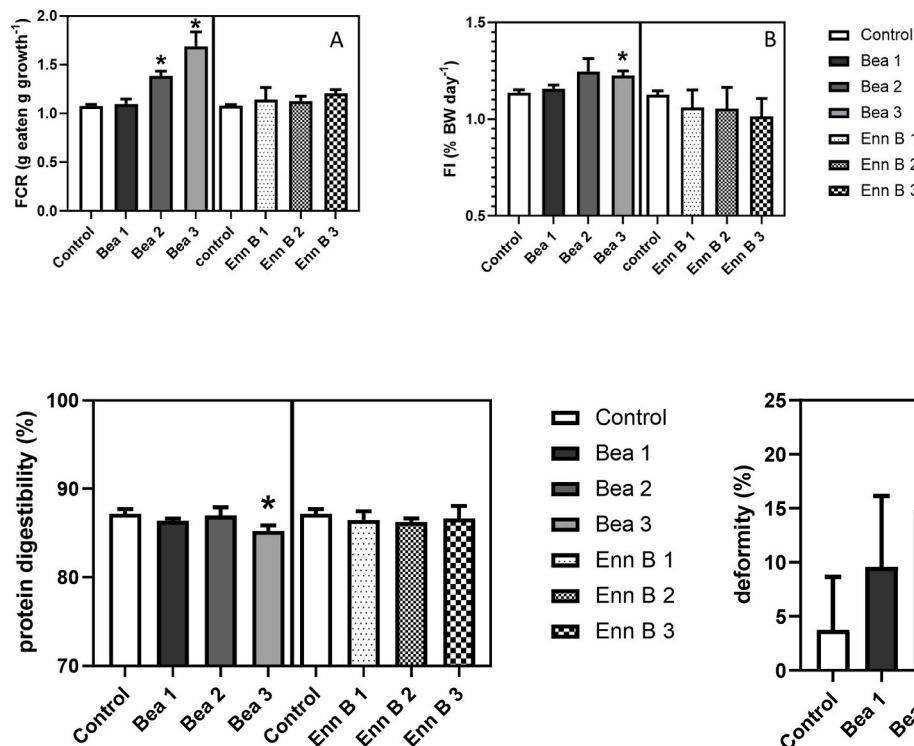 FCR (g eaten g growth-1)
2.0
1.5
1.0
0.5
0.0
*
*
A
Control
Bea 1
Bea 2
Bea 3
control
Enn B 1
Enn B 2
Enn B 3
FI (% BW day-1)
1.5
1.0
0.5
*
B
Control
Bea 1
Bea 2
Bea 3
control
Enn B 1
Enn B 2
Enn B 3
Control
Bea 1
Bea 2
Bea 3
Enn B 1
Enn B 2
Enn B 3
protein digestibility (%)
100
90
80
70
*
Control
Bea 1
Bea 2
Bea 3
Control
Enn B 1
Enn B 2
Enn B 3
Control
Bea 1
Bea 2
Bea 3
Enn B 1
Enn B 2
Enn B 3
deformity (%)
25
20
15
10
5
0
Control
Bea 1
Bea